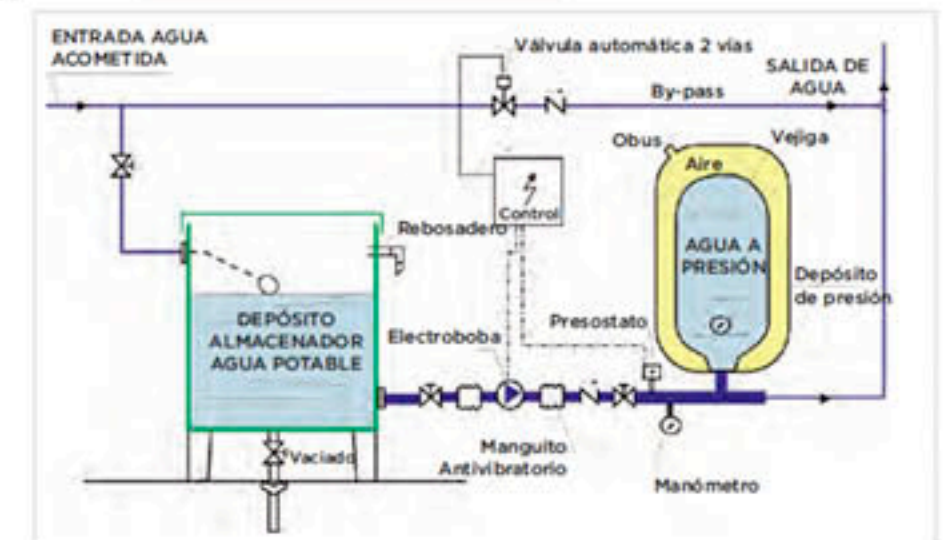 ENTRADA AGUA
ACOMETIDA
Válvula automática 2 vías
SALIDA DE
AGUA
By-pass
Obus
Vejiga
Aire
Control
Rebosadero
AGUA A
PRESIÓN
Depósito
de presión
DEPÓSITO
ALMACENADOR
AGUA POTABLE
Electroboba
Presostato
Manguito
Antivibratorio
Vaciado
Manómetro